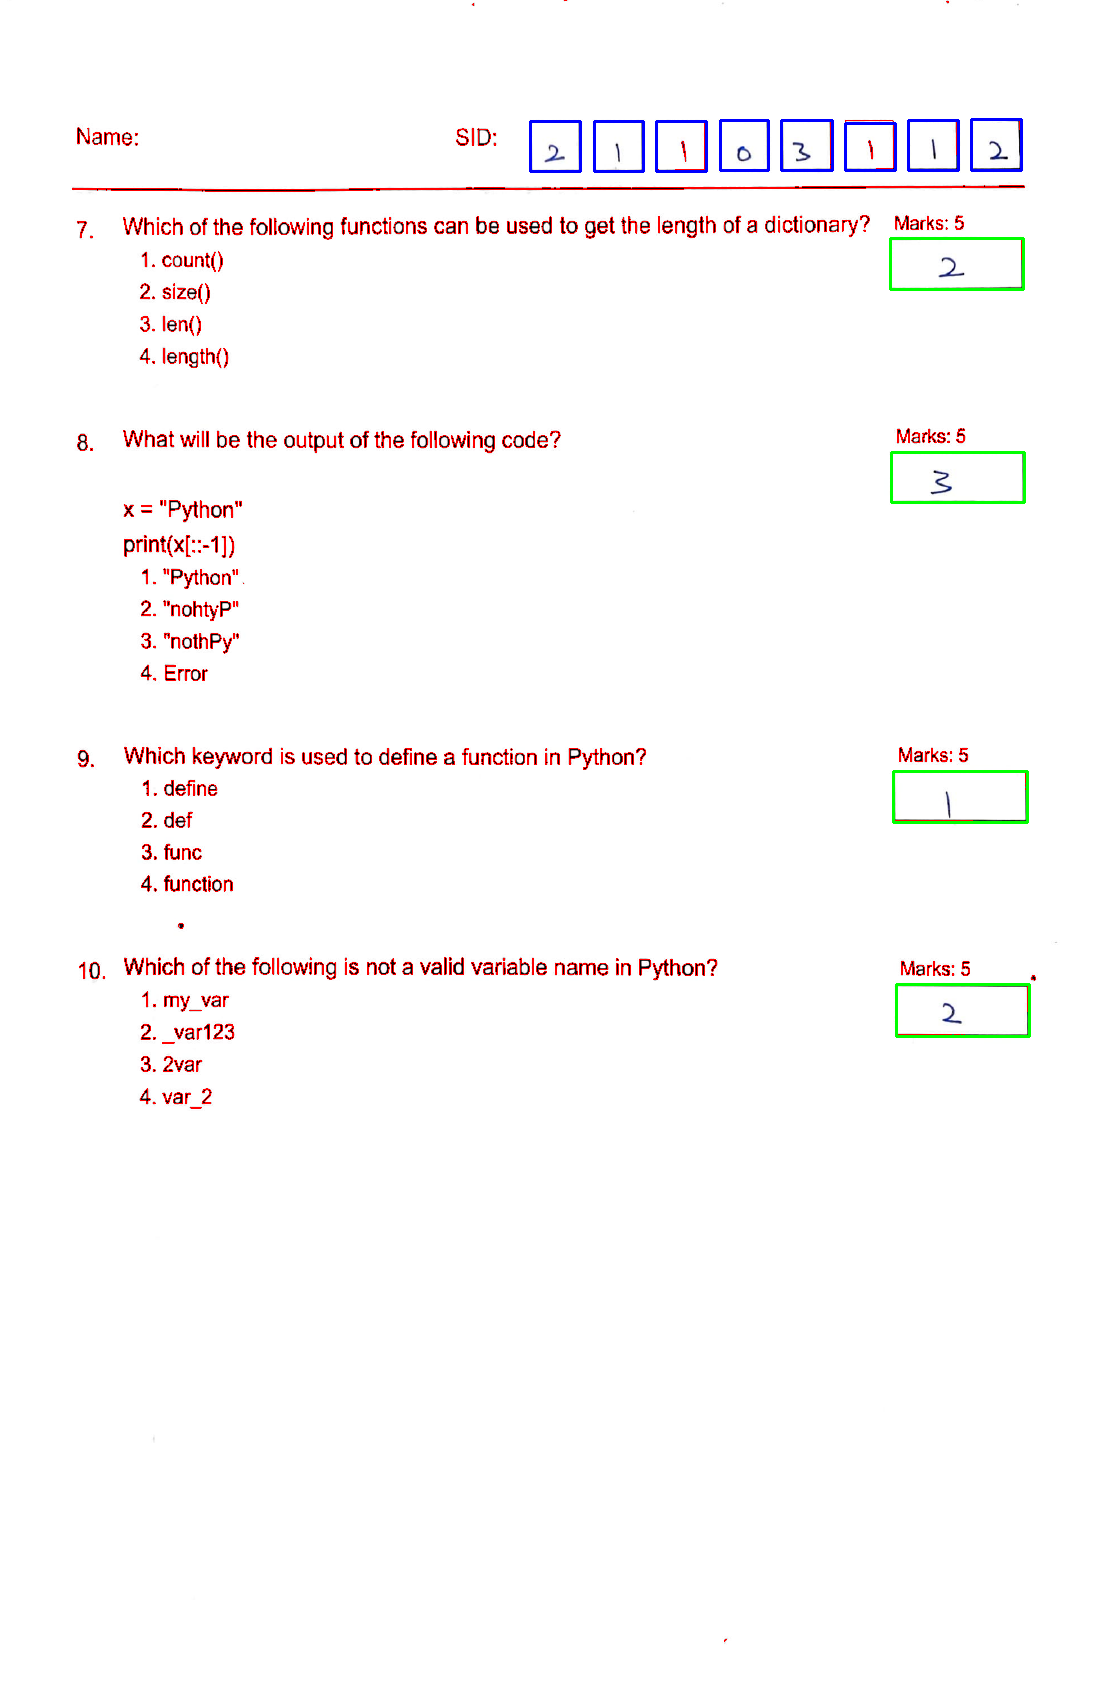 Name: SID: 2 1 1 0 3 1 1 2
7. Which of the following functions can be used to get the length of a dictionary? Marks: 5
1. count() 2
2. size()
3. len()
4. length()
8. What will be the output of the following code? Marks: 5
3
x = "Python"
print(x[::-1])
1. "Python"
2. "nohtyP"
3. "nothPy"
4. Error
9. Which keyword is used to define a function in Python? Marks: 5
1. define 1
2. def
3. func
4. function
10. Which of the following is not a valid variable name in Python? Marks: 5
1. my_var 2
2. _var123
3. 2var
4. var_2